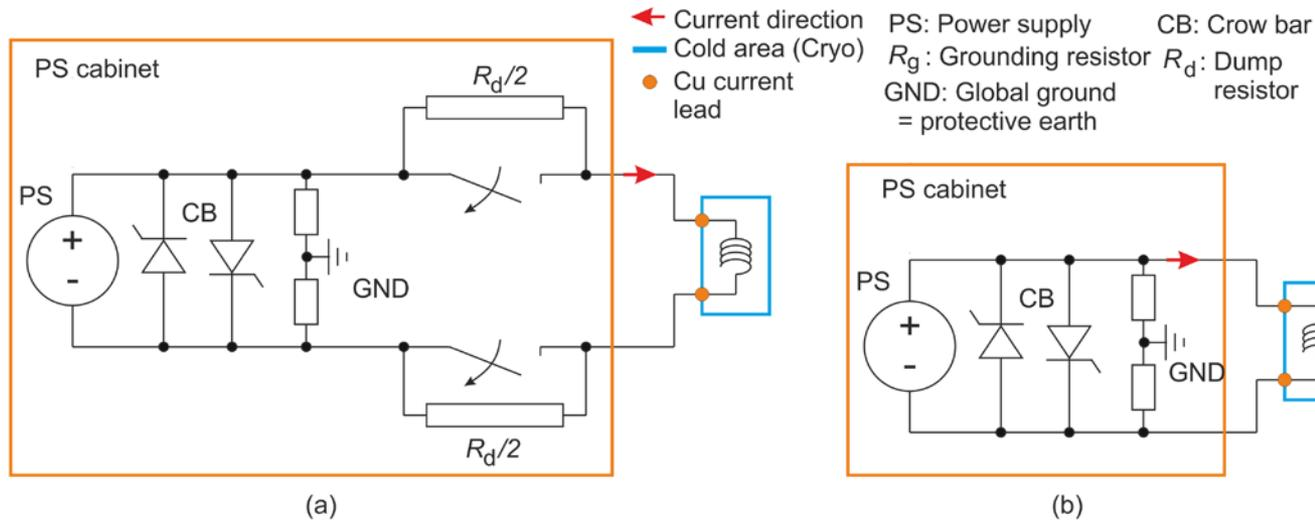 Current direction
Cold area (Cryo)
Cu current
lead
PS: Power supply
Rg: Grounding resistor
GND: Global ground
= protective earth
CB: Crow bar
Rd: Dump
resistor
PS cabinet
Rd/2
PS
+
-
CB
GND
Rd/2
(a)
PS cabinet
PS
+
-
CB
GND
(b)